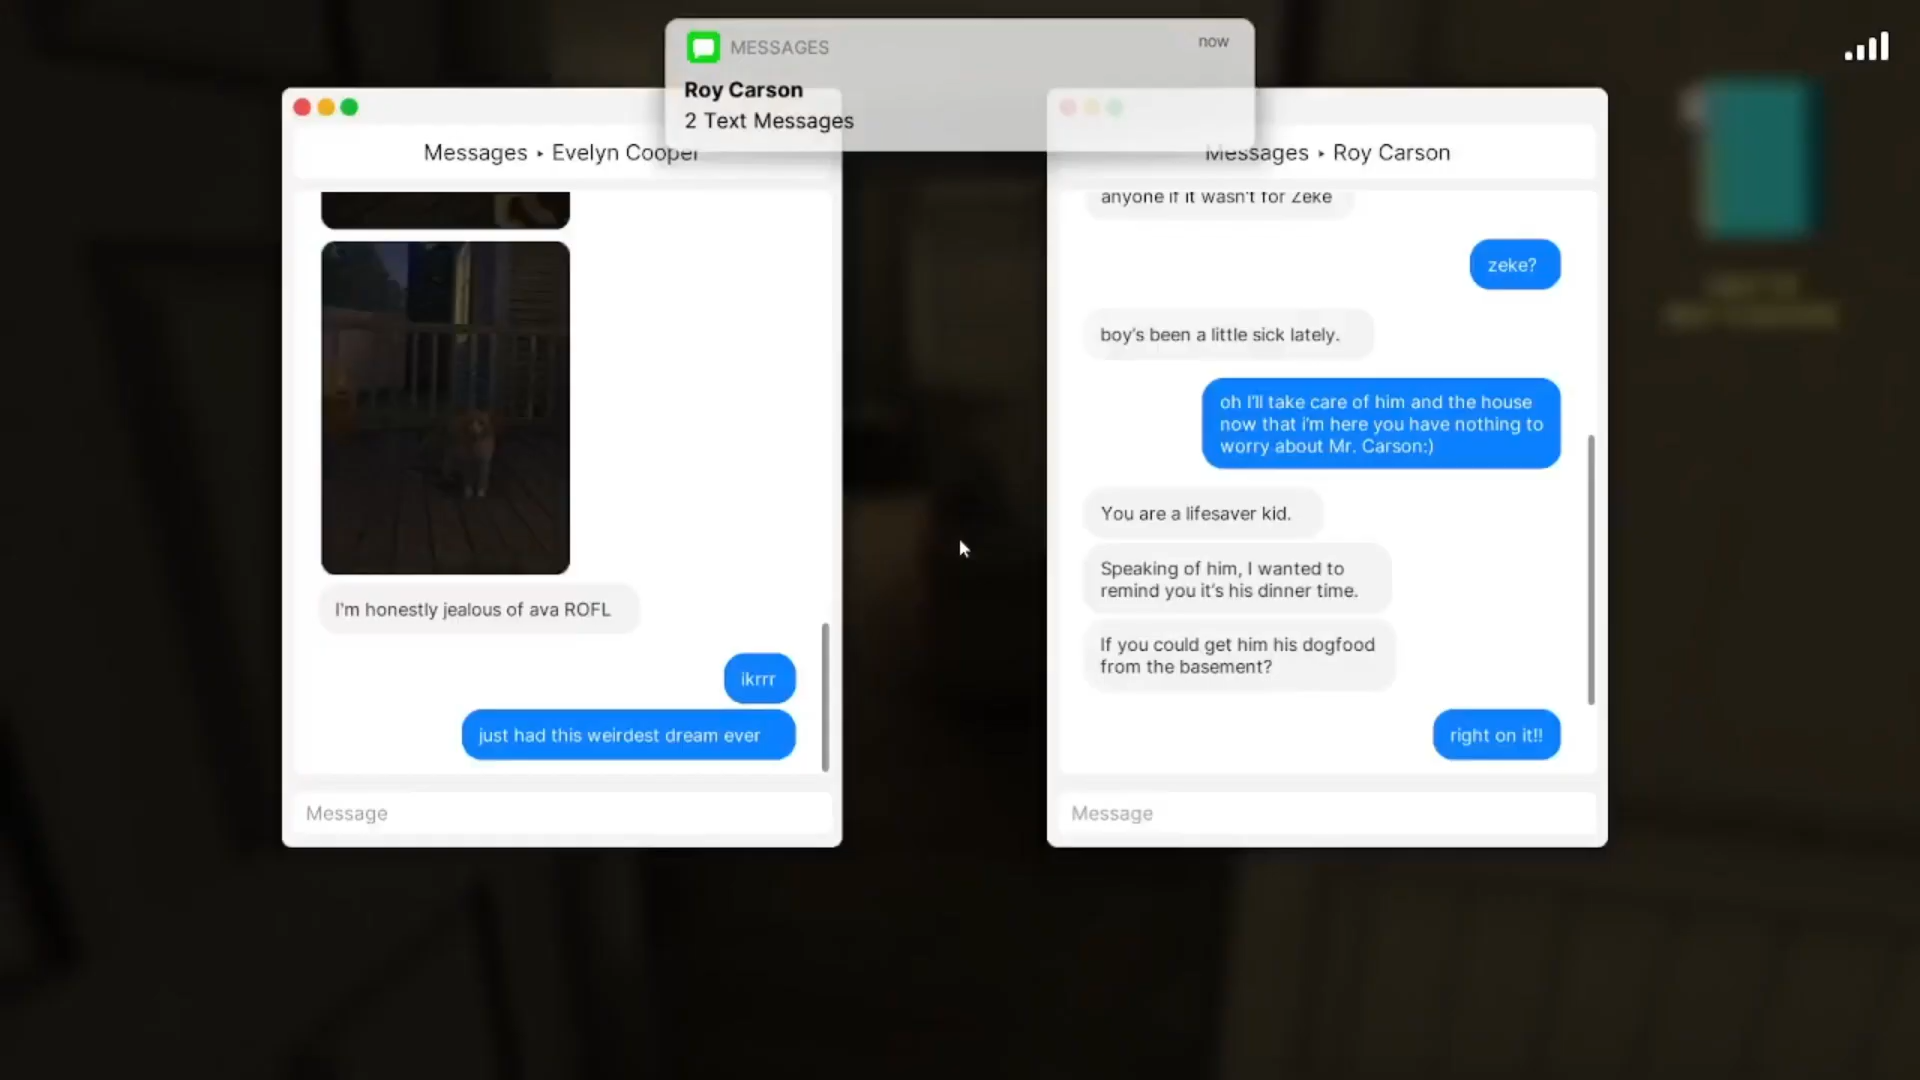 MESSAGES
now
Roy Carson
2 Text Messages
Messages ‣ Evelyn Cooper
I'm honestly jealous of ava ROFL
ikrrr
just had this weirdest dream ever
Message
Messages ‣ Roy Carson
anyone if it wasn't for Zeke
zeke?
boy's been a little sick lately.
oh I'll take care of him and the house
now that i'm here you have nothing to
worry about Mr. Carson:)
You are a lifesaver kid.
Speaking of him, I wanted to
remind you it's his dinner time.
If you could get him his dogfood
from the basement?
right on it!!
Message